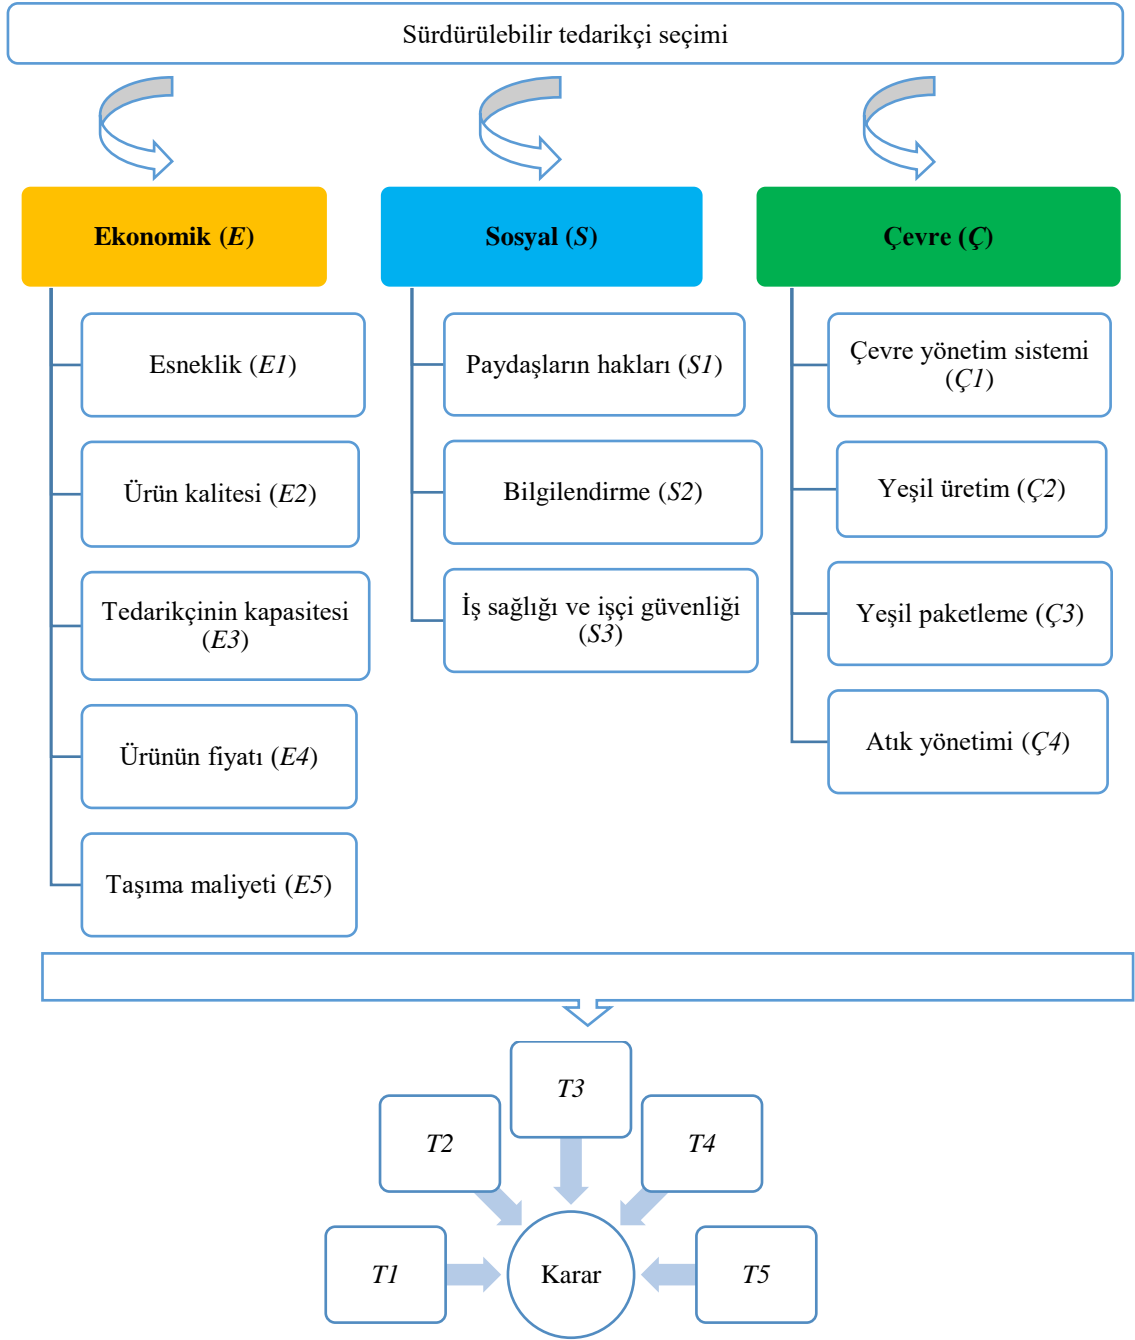 Sürdürülebilir tedarikçi seçimi
Ekonomik (E)
Esneklik (E1)
Ürün kalitesi (E2)
Tedarikçinin kapasitesi
(E3)
Ürünün fiyatı (E4)
Taşıma maliyeti (E5)
Sosyal (S)
Paydaşların hakları (S1)
Bilgilendirme (S2)
İş sağlığı ve işçi güvenliği
(S3)
Çevre (Ç)
Çevre yönetim sistemi
(Ç1)
Yeşil üretim (Ç2)
Yeşil paketleme (Ç3)
Atık yönetimi (Ç4)
T1
T2
T3
T4
T5
Karar